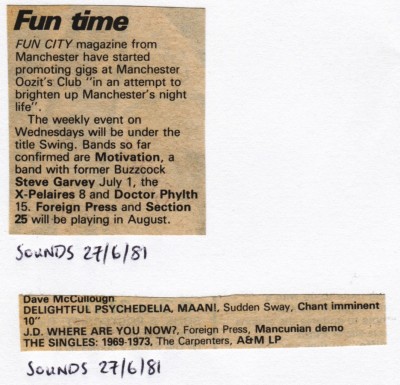 Fun time
FUN CITY magazine from
Manchester have started
promoting gigs at Manchester
Oozit's Club "in an attempt to
brighten up Manchester's night
life".
The weekly event on
Wednesdays will be under the
title Swing. Bands so far
confirmed are Motivation, a
band with former Buzzcock
Steve Garvey July 1, the
X-Pelaires 8 and Doctor Phylth
15. Foreign Press and Section
25 will be playing in August.
SOUNDS 27/6/81
Dave McCullough
DELIGHTFUL PSYCHEDELIA, MAAN!, Sudden Sway, Chant imminent
10"
J.D. WHERE ARE YOU NOW?, Foreign Press, Mancunian demo
THE SINGLES: 1969-1973, The Carpenters, A&M LP
SOUNDS 27/6/81